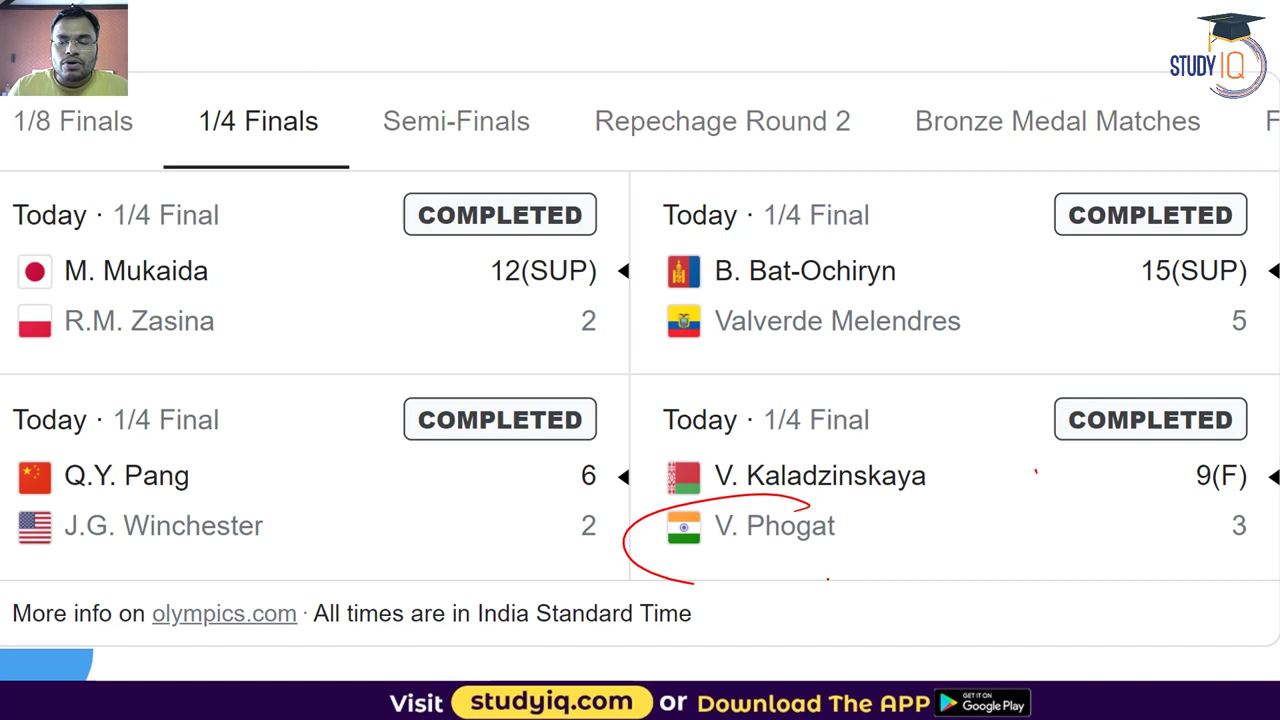 STUDY IQ
1/8 Finals 1/4 Finals Semi-Finals Repechage Round 2 Bronze Medal Matches F
Today · 1/4 Final COMPLETED
M. Mukaida 12(SUP)
R.M. Zasina 2
Today · 1/4 Final COMPLETED
B. Bat-Ochiryn 15(SUP)
Valverde Melendres 5
Today · 1/4 Final COMPLETED
Q.Y. Pang 6
J.G. Winchester 2
Today · 1/4 Final COMPLETED
V. Kaladzinskaya 9(F)
V. Phogat 3
More info on olympics.com · All times are in India Standard Time
Visit studyiq.com or Download The APP GET IT ON Google Play